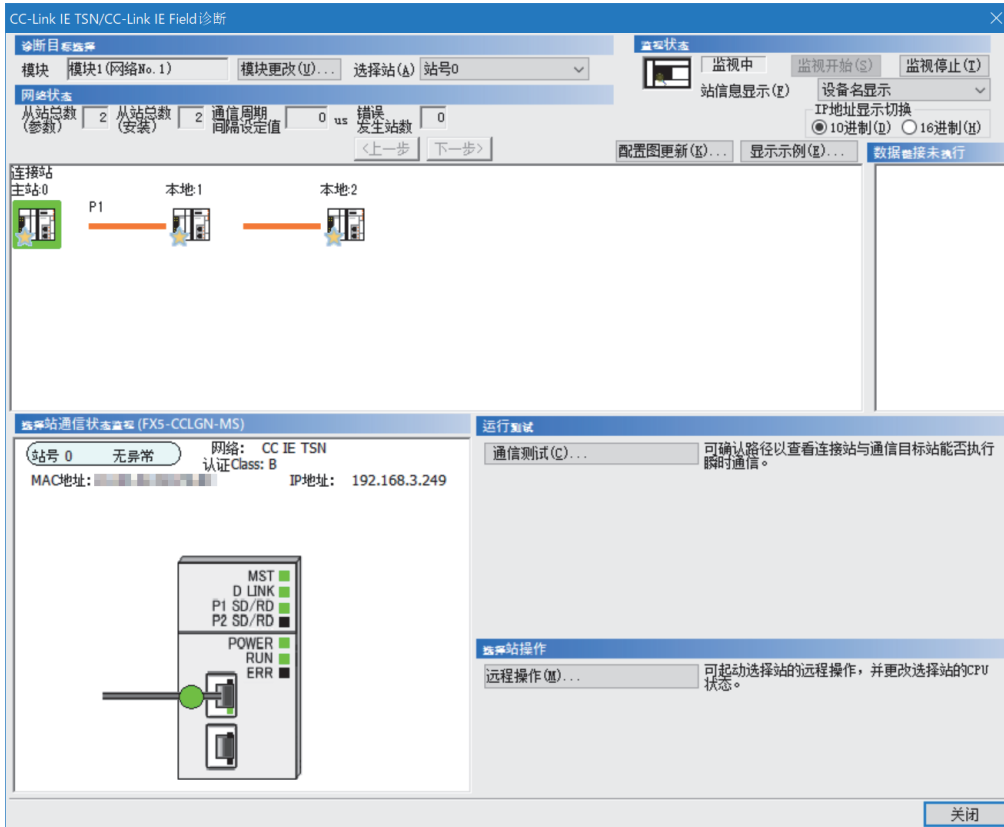 CC-Link IE TSN/CC-Link IE Field诊断
诊断目标选择
模块 模块1(网络No.1) 模块更改(U)... 选择站(A) 站号0
网络状态
从站总数(参数) 2 从站总数(安装) 2 通信周期间隔设定值 0 us 错误发生站数 0
<上一步 下一步>
监视状态
监视中 监视开始(S) 监视停止(T)
站信息显示(F) 设备名显示
IP地址显示切换
10进制(D) 16进制(H)
配置图更新(K)... 显示示例(E)... 数据链接未执行
连接站
主站:0 本地:1 本地:2
P1
选择站通信状态监视(FX5-CCLGN-MS)
站号 0 无异常 网络: CC IE TSN
认证Class: B
MAC地址: IP地址: 192.168.3.249
MST
D LINK
P1 SD/RD
P2 SD/RD
POWER
RUN
ERR
运行测试
通信测试(C)... 可确认路径以查看连接站与通信目标站能否执行
瞬时通信。
选择站操作
远程操作(M)... 可起动选择站的远程操作，并更改选择站的CPU
状态。
关闭